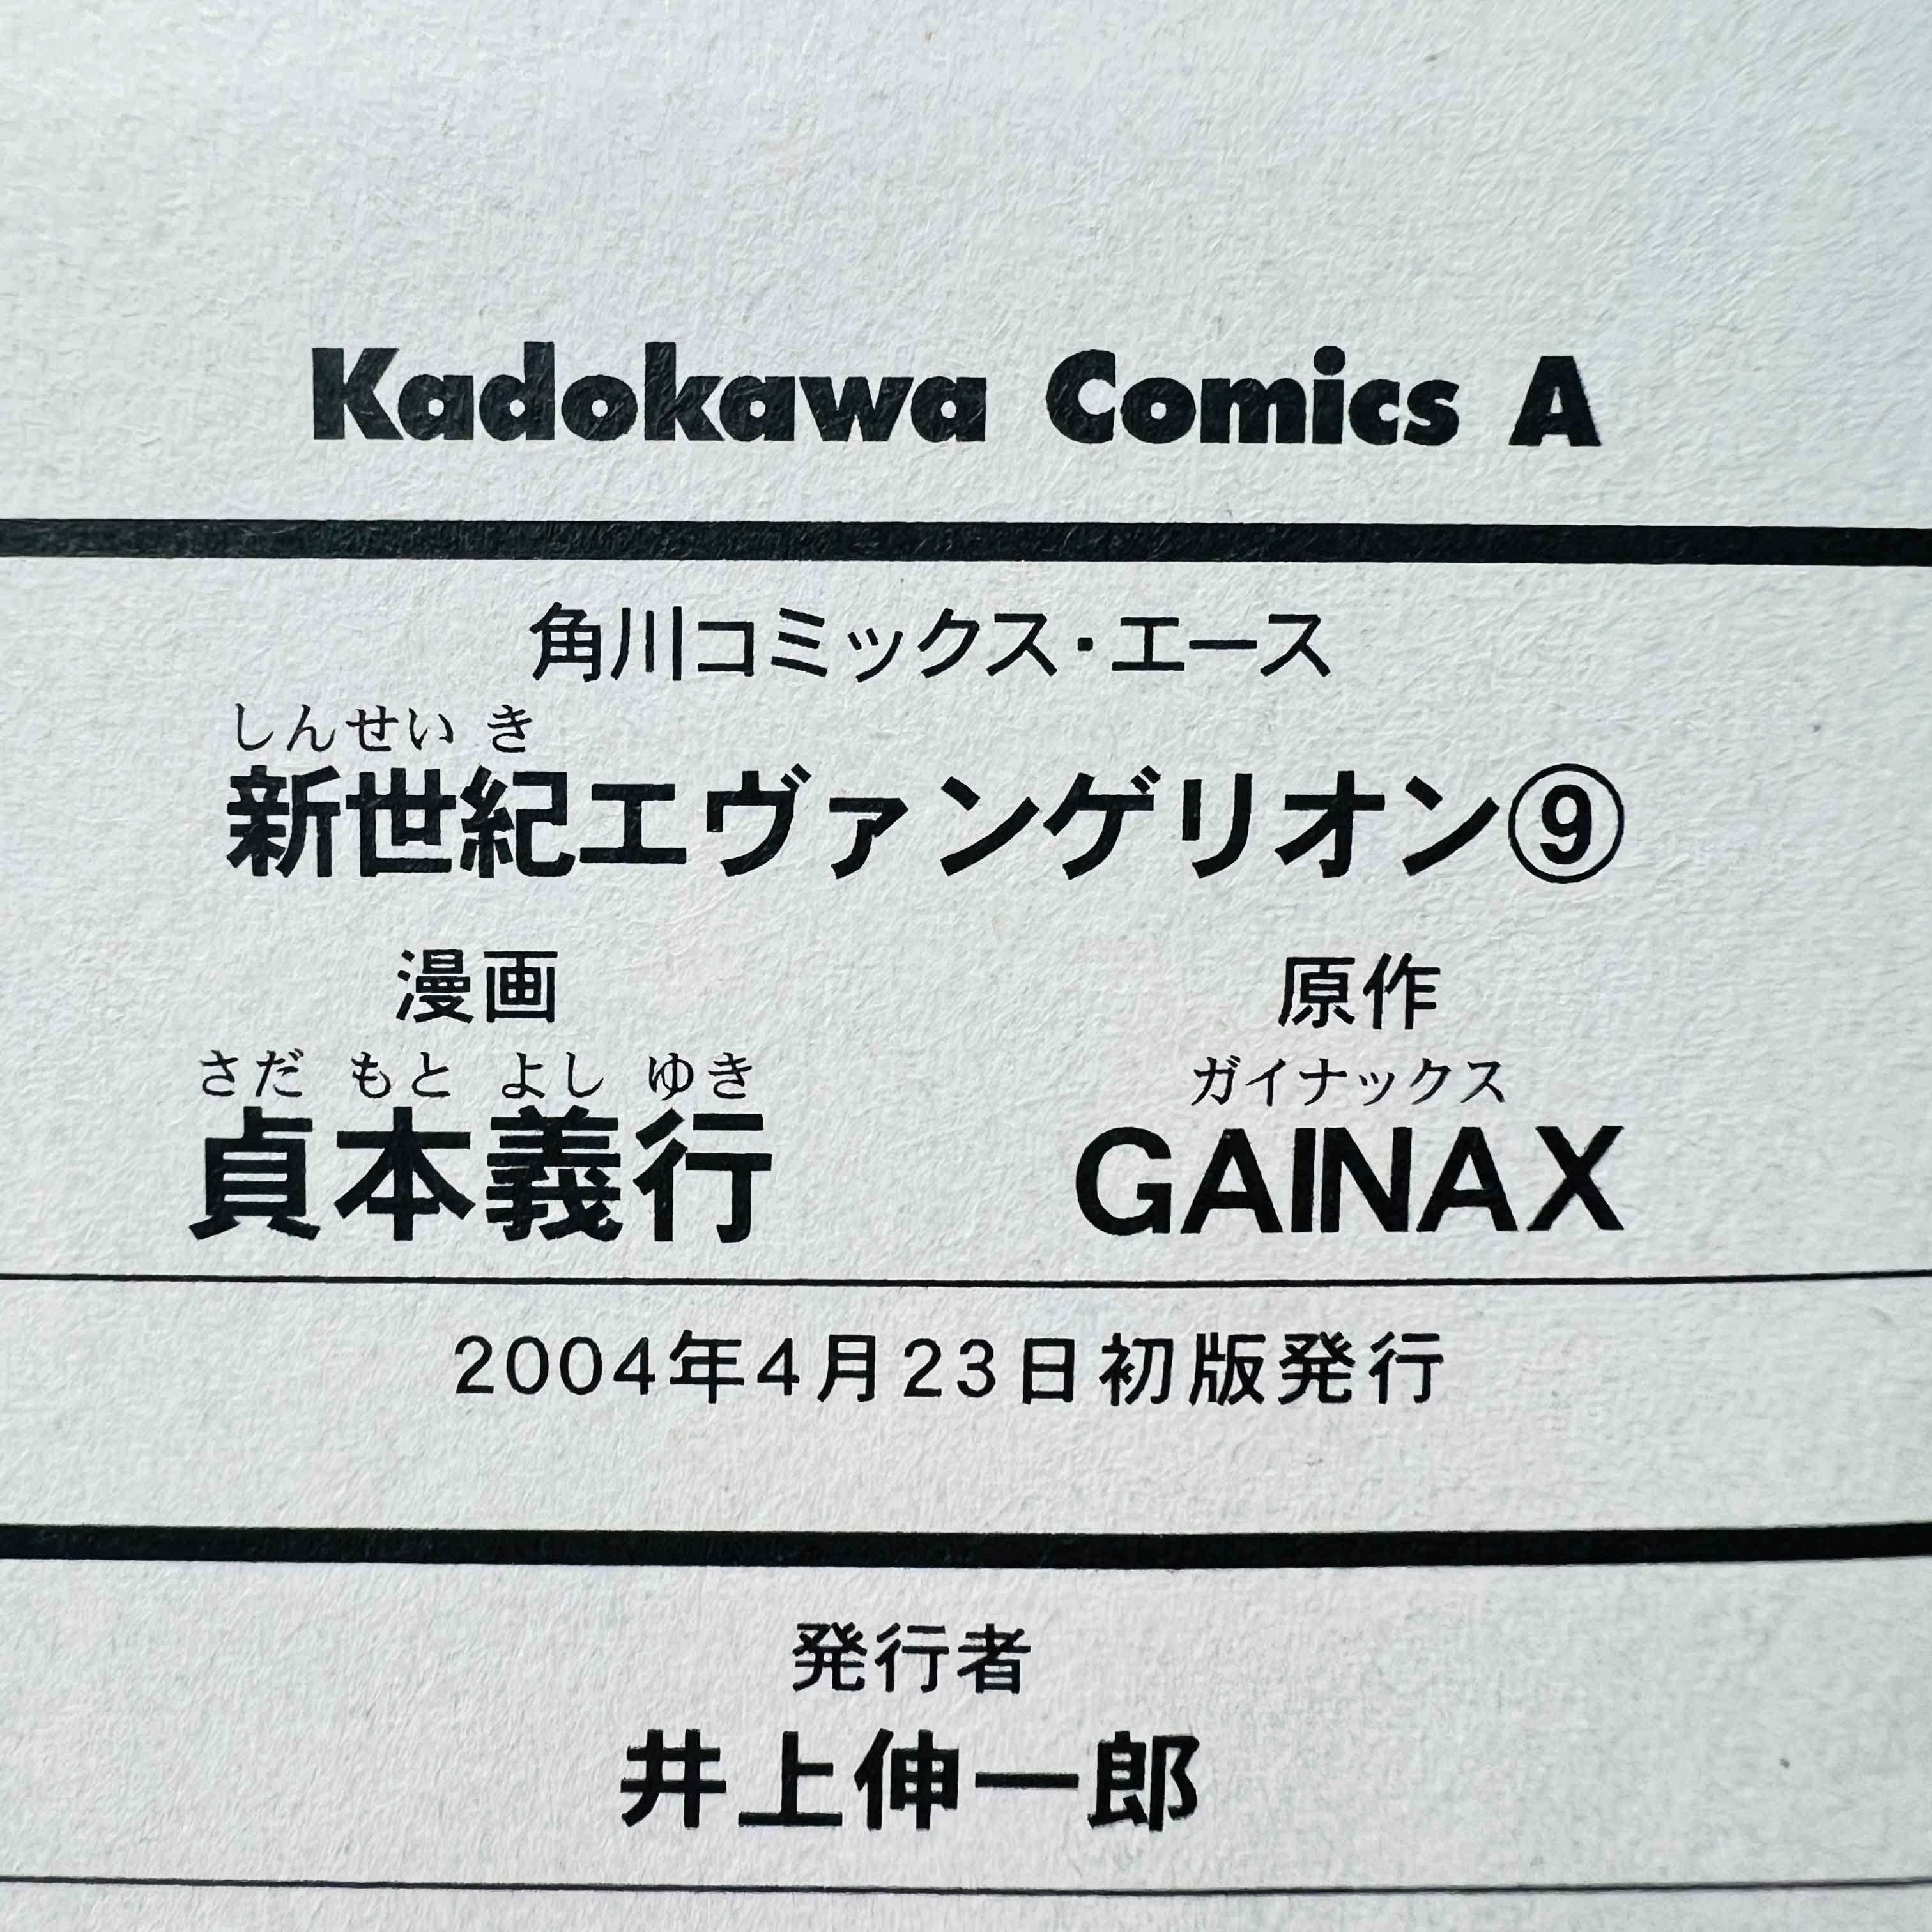 Kadokawa Comics A
角川コミックス・エース
しんせい き
新世紀エヴァンゲリオン⑨
漫画 原作
さだ もと よし ゆき ガイナックス
貞本義行 GAINAX
2004年4月23日初版発行
発行者
井上伸一郎